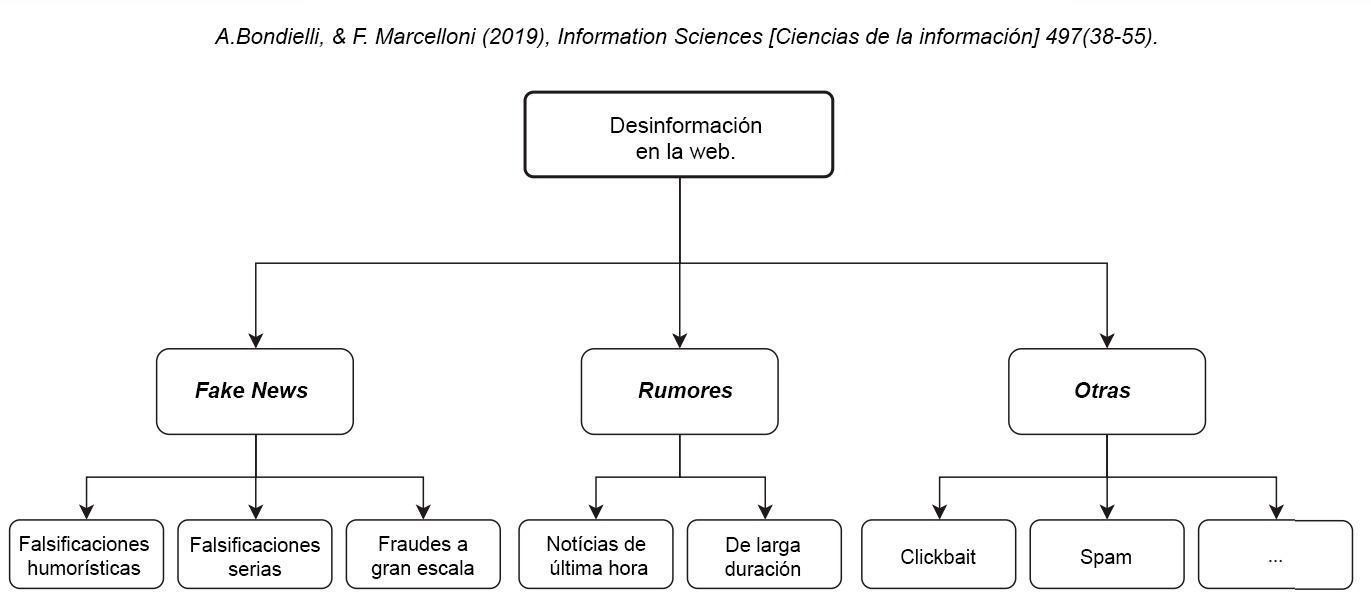 A.Bondielli, & F. Marcelloni (2019), Information Sciences [Ciencias de la información] 497(38-55).
Desinformación
en la web.
Fake News
Rumores
Otras
Falsificaciones
humorísticas
Falsificaciones
serias
Fraudes a
gran escala
Notícias de
última hora
De larga
duración
Clickbait
Spam
...